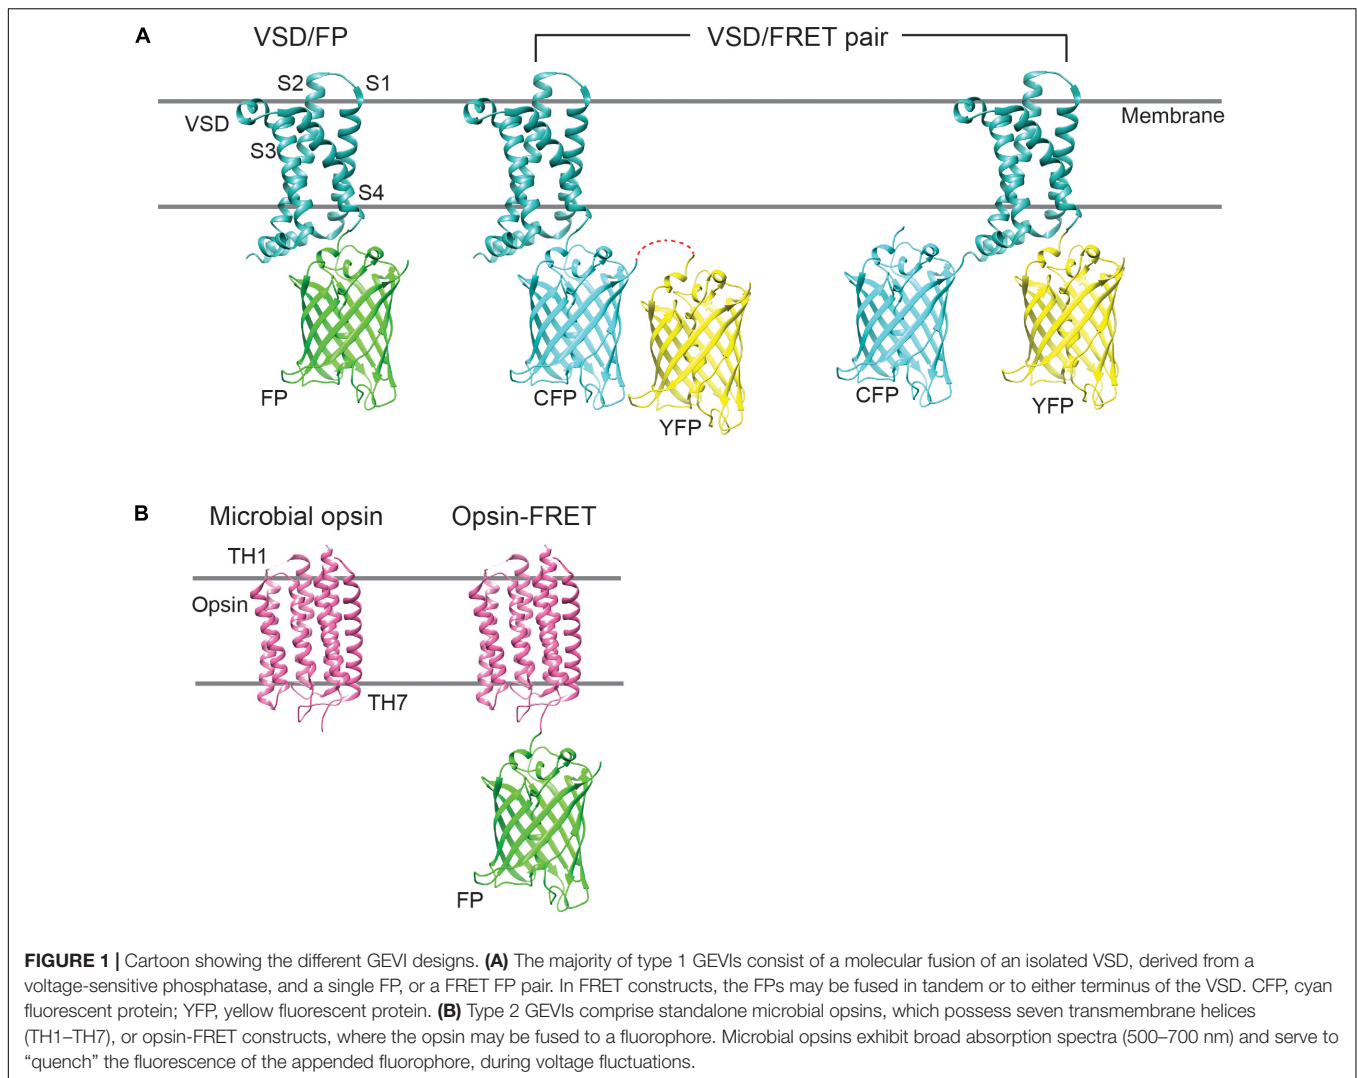 A
VSD/FP
VSD/FRET pair
S2
S1
VSD
Membrane
S3
S4
FP
CFP
YFP
CFP
YFP
B
Microbial opsin
Opsin-FRET
TH1
Opsin
TH7
FP
FIGURE 1 | Cartoon showing the different GEVI designs. (A) The majority of type 1 GEVIs consist of a molecular fusion of an isolated VSD, derived from a
voltage-sensitive phosphatase, and a single FP, or a FRET FP pair. In FRET constructs, the FPs may be fused in tandem or to either terminus of the VSD. CFP, cyan
fluorescent protein; YFP, yellow fluorescent protein. (B) Type 2 GEVIs comprise standalone microbial opsins, which possess seven transmembrane helices
(TH1–TH7), or opsin-FRET constructs, where the opsin may be fused to a fluorophore. Microbial opsins exhibit broad absorption spectra (500–700 nm) and serve to
“quench” the fluorescence of the appended fluorophore, during voltage fluctuations.